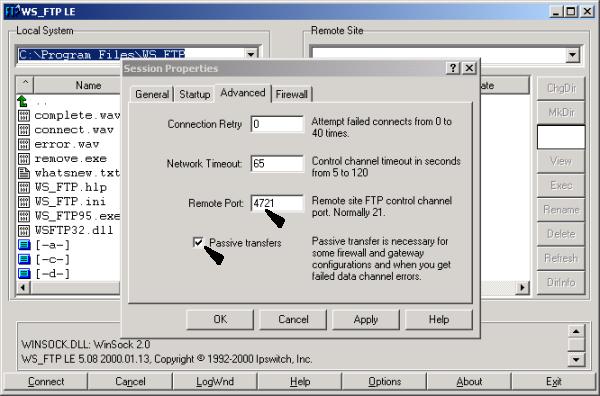 WS_FTP LE
Local System
Remote Site
C:\Program Files\WS_FTP
Session Properties
^ Name
ate
ChgDir
General Startup Advanced Firewall
..
MkDir
complete.wav
connect.wav
error.wav
remove.exe
whatsnew.txt
WS_FTP.hlp
WS_FTP.ini
WS_FTP95.exe
WSFTP32.dll
[-a-]
[-c-]
[-d-]
Connection Retry 0 Attempt failed connects from 0 to
40 times.
Network Timeout: 65 Control channel timeout in seconds
from 5 to 120
Remote Port: 4721 Remote site FTP control channel
port. Normally 21.
Passive transfers Passive transfer is necessary for
some firewall and gateway
configurations and when you get
failed data channel errors.
View
Exec
Rename
Delete
Refresh
DirInfo
OK Cancel Apply Help
WINSOCK.DLL: WinSock 2.0
WS_FTP LE 5.08 2000.01.13, Copyright © 1992-2000 Ipswitch, Inc.
Connect Cancel LogWnd Help Options About Exit